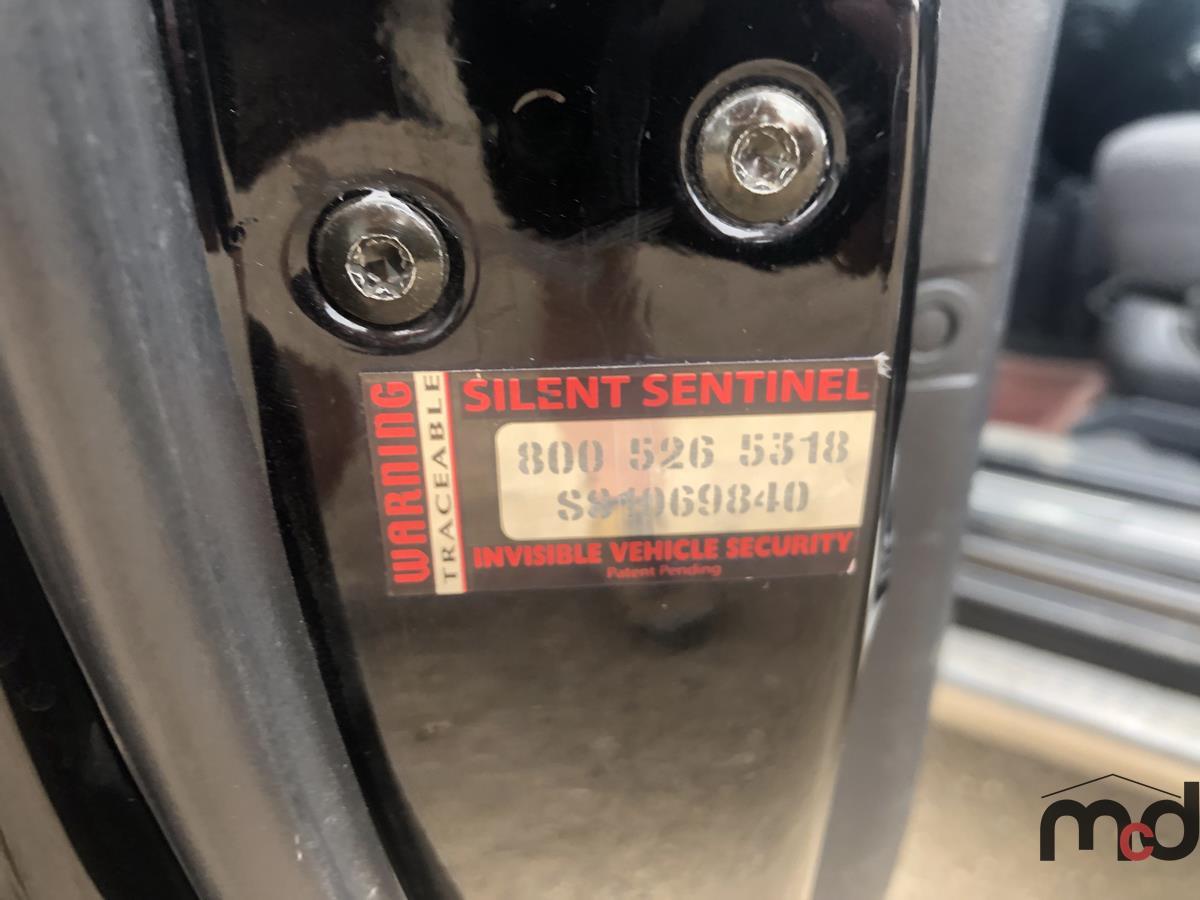 WARNING
TRACEABLE
SILENT SENTINEL
800 526 5318
INVISIBLE VEHICLE SECURITY
Patent Pending
mcd